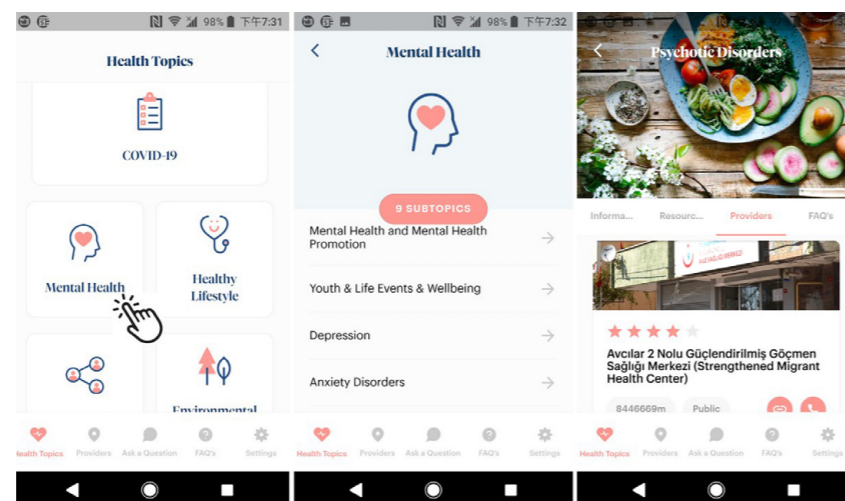 98% 下午7:31
Health Topics
COVID-19
Mental Health
Healthy
Lifestyle
Environmental
Health Topics
Providers
Ask a Question
FAQ's
Settings
98% 下午7:32
Mental Health
9 SUBTOPICS
Mental Health and Mental Health
Promotion
Youth & Life Events & Wellbeing
Depression
Anxiety Disorders
Health Topics
Providers
Ask a Question
FAQ's
Settings
Psychotic Disorders
Informa...
Resourc...
Providers
FAQ's
Avcılar 2 Nolu Güçlendirilmiş Göçmen
Sağlığı Merkezi (Strengthened Migrant
Health Center)
8446669m
Public
Health Topics
Providers
Ask a Question
FAQ's
Settings